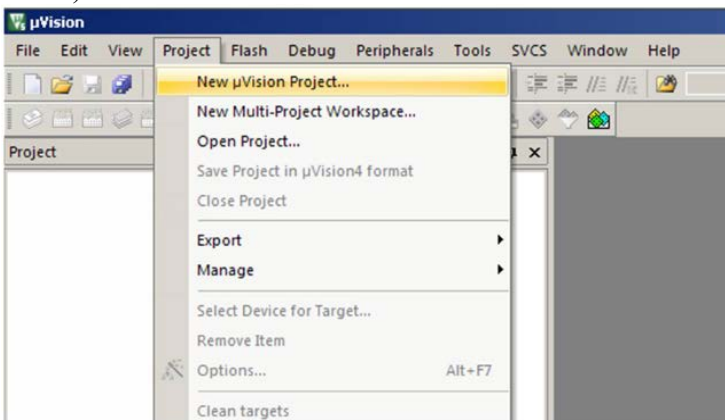 µVision
File Edit View Project Flash Debug Peripherals Tools SVCS Window Help
New µVision Project...
New Multi-Project Workspace...
Project
Open Project...
Save Project in µVision4 format
Close Project
Export
Manage
Select Device for Target...
Remove Item
Options... Alt+F7
Clean targets